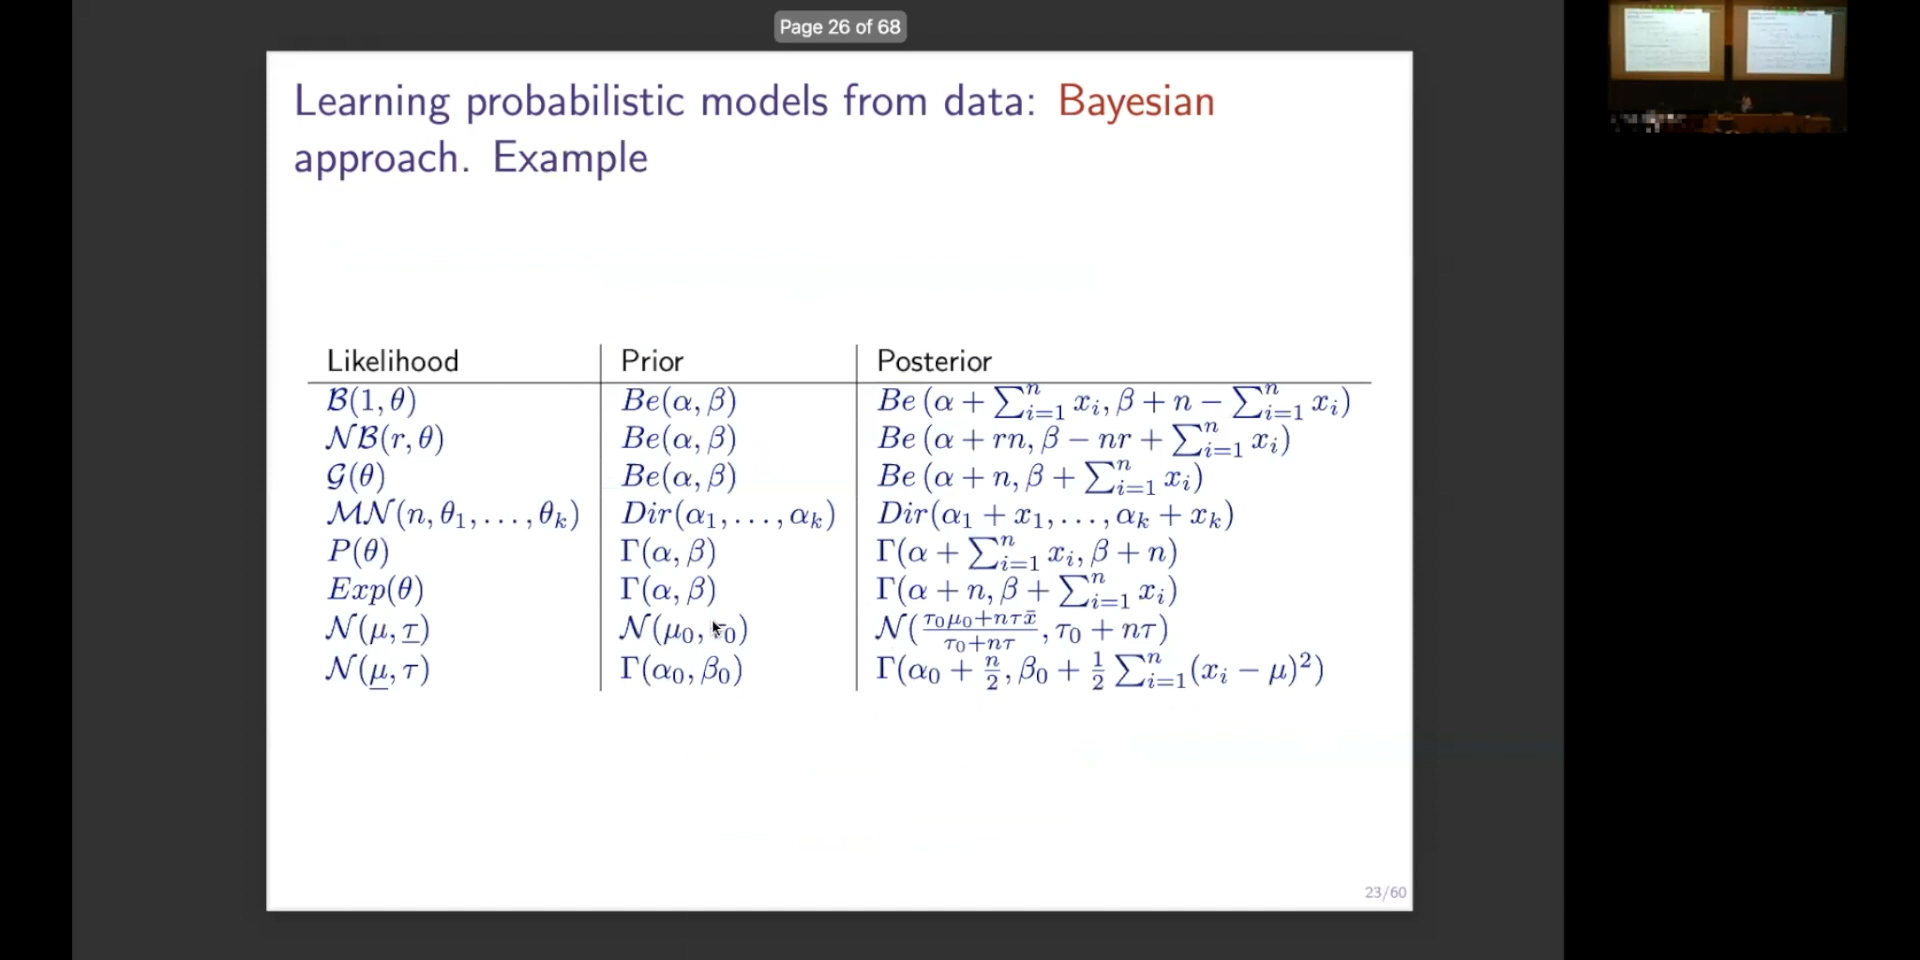 Page 26 of 68
Learning probabilistic models from data: Bayesian
approach. Example
Likelihood Prior Posterior
ℬ(1, θ) Be(α, β) Be (α + ∑ⁿᵢ₌₁ xᵢ, β + n − ∑ⁿᵢ₌₁ xᵢ)
𝒩ℬ(r, θ) Be(α, β) Be (α + rn, β − nr + ∑ⁿᵢ₌₁ xᵢ)
𝒢(θ) Be(α, β) Be (α + n, β + ∑ⁿᵢ₌₁ xᵢ)
ℳ𝒩(n, θ₁, . . . , θₖ) Dir(α₁, . . . , αₖ) Dir(α₁ + x₁, . . . , αₖ + xₖ)
P(θ) Γ(α, β) Γ(α + ∑ⁿᵢ₌₁ xᵢ, β + n)
Exp(θ) Γ(α, β) Γ(α + n, β + ∑ⁿᵢ₌₁ xᵢ)
𝒩(μ, τ̲) 𝒩(μ₀, τ₀) 𝒩((τ₀μ₀+nτx̄)/(τ₀+nτ), τ₀ + nτ)
𝒩(μ̲, τ) Γ(α₀, β₀) Γ(α₀ + n/2, β₀ + 1/2 ∑ⁿᵢ₌₁(xᵢ − μ)²)
23/60